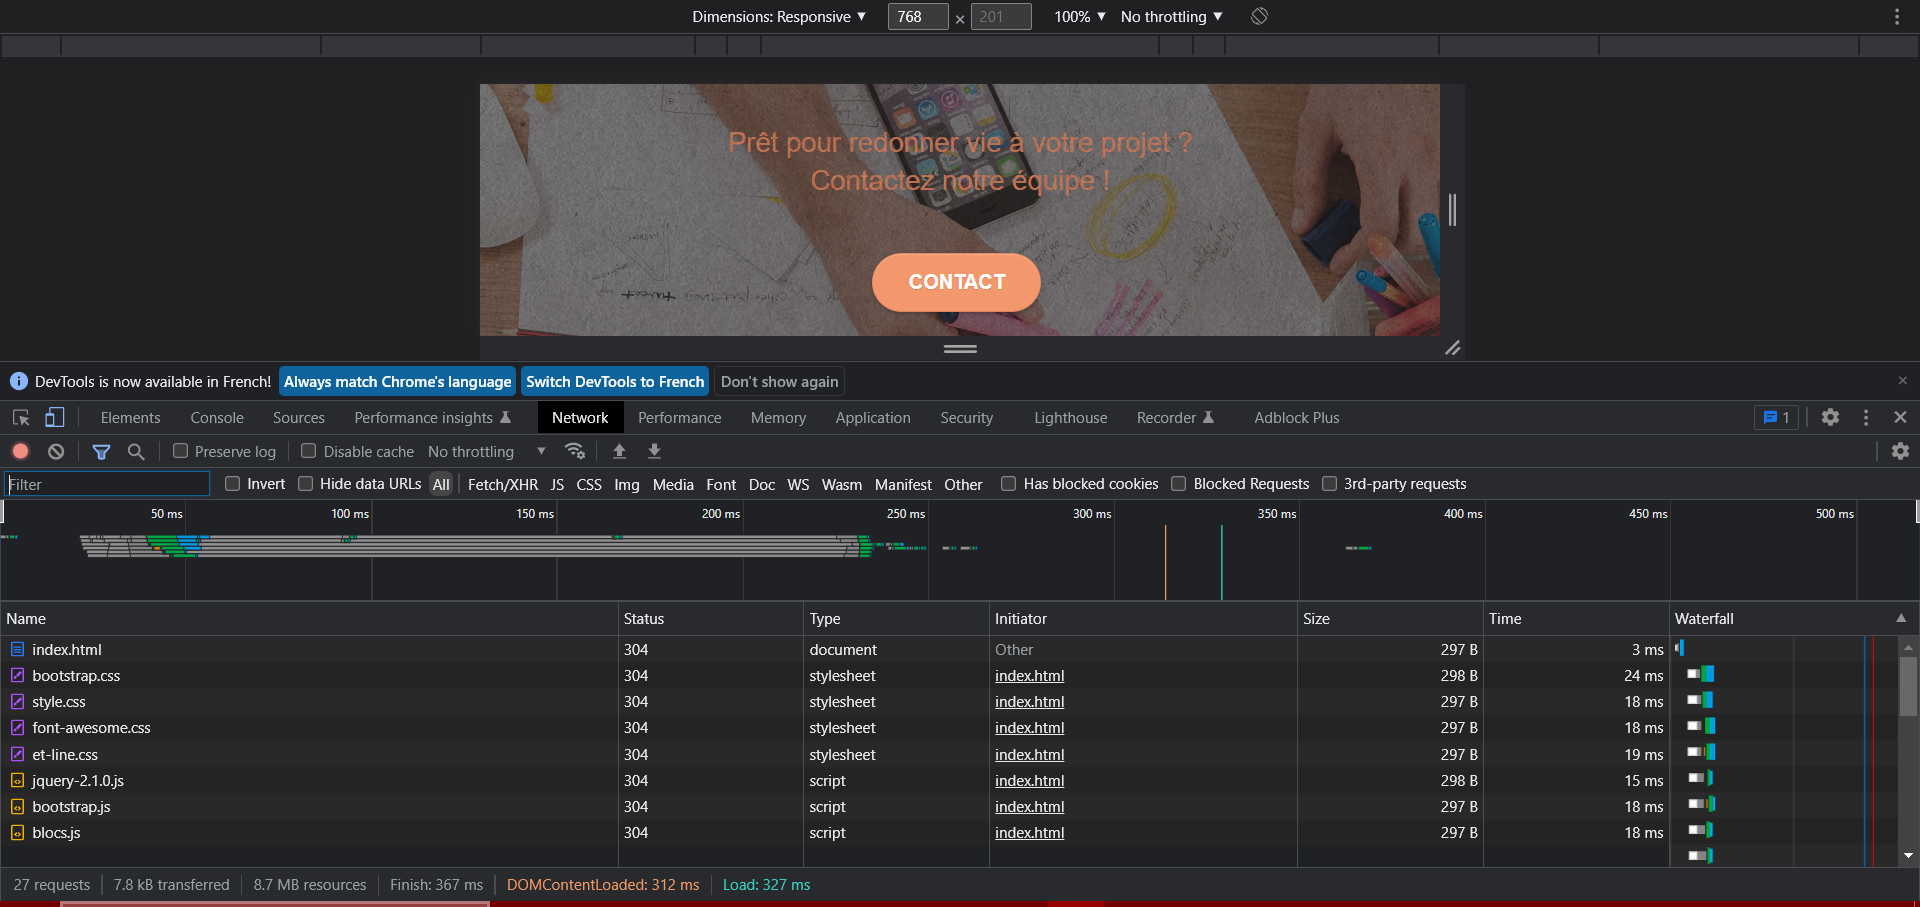 Dimensions: Responsive ▼ 768 × 201 100% ▼ No throttling ▼
Prêt pour redonner vie à votre projet ?
Contactez notre équipe !
CONTACT
DevTools is now available in French! Always match Chrome's language Switch DevTools to French Don't show again
Elements Console Sources Performance insights Network Performance Memory Application Security Lighthouse Recorder Adblock Plus 1
Preserve log Disable cache No throttling
Filter Invert Hide data URLs All Fetch/XHR JS CSS Img Media Font Doc WS Wasm Manifest Other Has blocked cookies Blocked Requests 3rd-party requests
50 ms 100 ms 150 ms 200 ms 250 ms 300 ms 350 ms 400 ms 450 ms 500 ms
Name Status Type Initiator Size Time Waterfall
index.html 304 document Other 297 B 3 ms
bootstrap.css 304 stylesheet index.html 298 B 24 ms
style.css 304 stylesheet index.html 297 B 18 ms
font-awesome.css 304 stylesheet index.html 297 B 18 ms
et-line.css 304 stylesheet index.html 297 B 19 ms
jquery-2.1.0.js 304 script index.html 298 B 15 ms
bootstrap.js 304 script index.html 297 B 18 ms
blocs.js 304 script index.html 297 B 18 ms
27 requests 7.8 kB transferred 8.7 MB resources Finish: 367 ms DOMContentLoaded: 312 ms Load: 327 ms